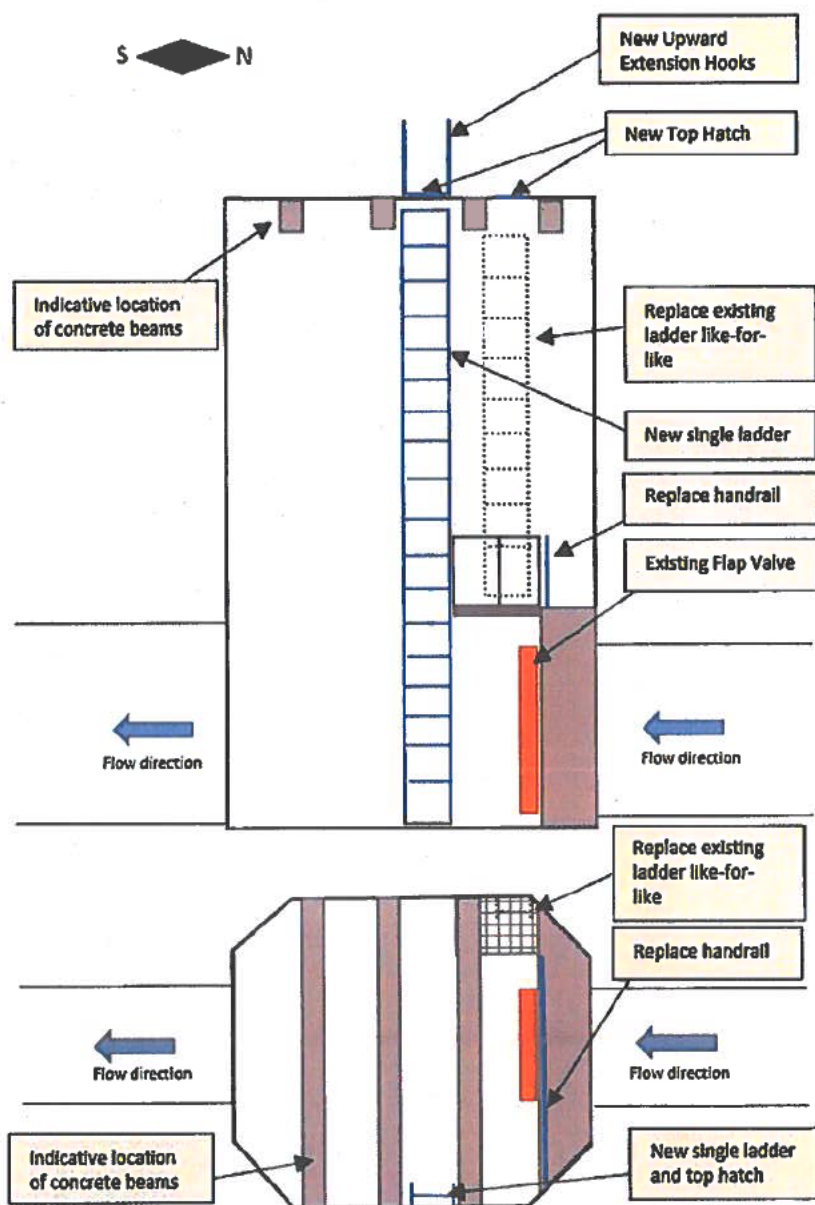 S N
New Upward
Extension Hooks
New Top Hatch
Indicative location
of concrete beams
Replace existing
ladder like-for-
like
New single ladder
Replace handrail
Existing Flap Valve
Flow direction
Flow direction
Replace existing
ladder like-for-
like
Replace handrail
Flow direction
Flow direction
Indicative location
of concrete beams
New single ladder
and top hatch